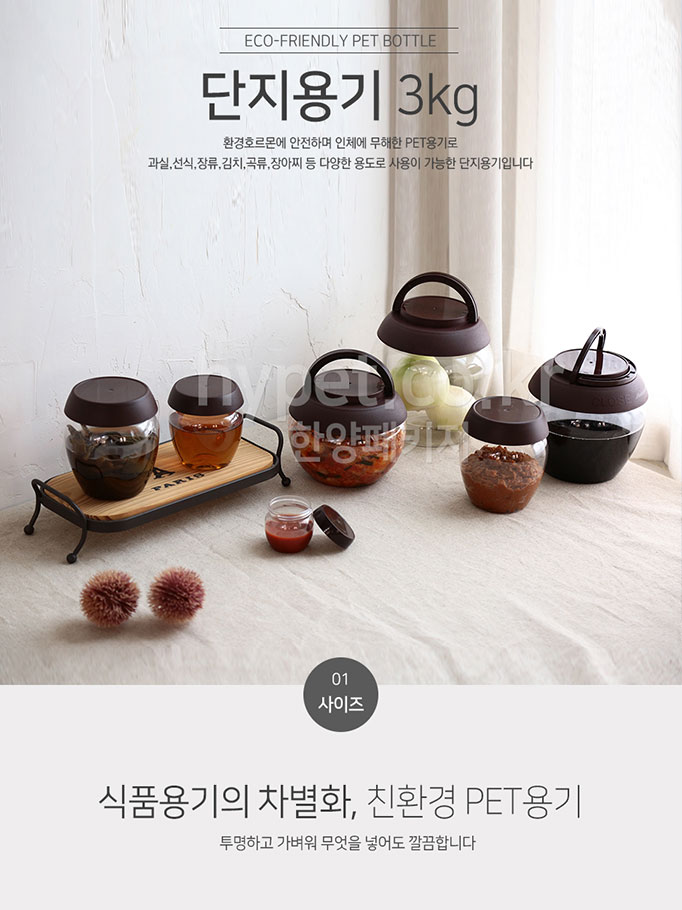 ECO-FRIENDLY PET BOTTLE
단지용기 3kg
환경호르몬에 안전하며 인체에 무해한 PET용기로
과실,선식,장류,김치,곡류,장아찌 등 다양한 용도로 사용이 가능한 단지용기입니다
hypet.co.kr
한양패키지
A
PARIS
01
사이즈
식품용기의 차별화, 친환경 PET용기
투명하고 가벼워 무엇을 넣어도 깔끔합니다